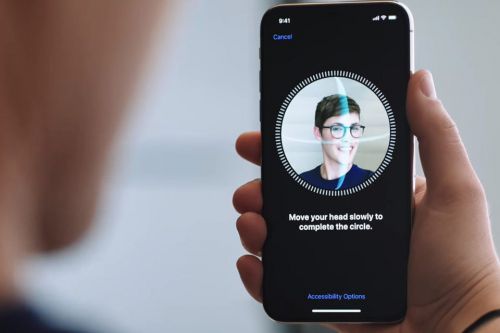 9:41
Cancel
Move your head slowly to
complete the circle.
Accessibility Options